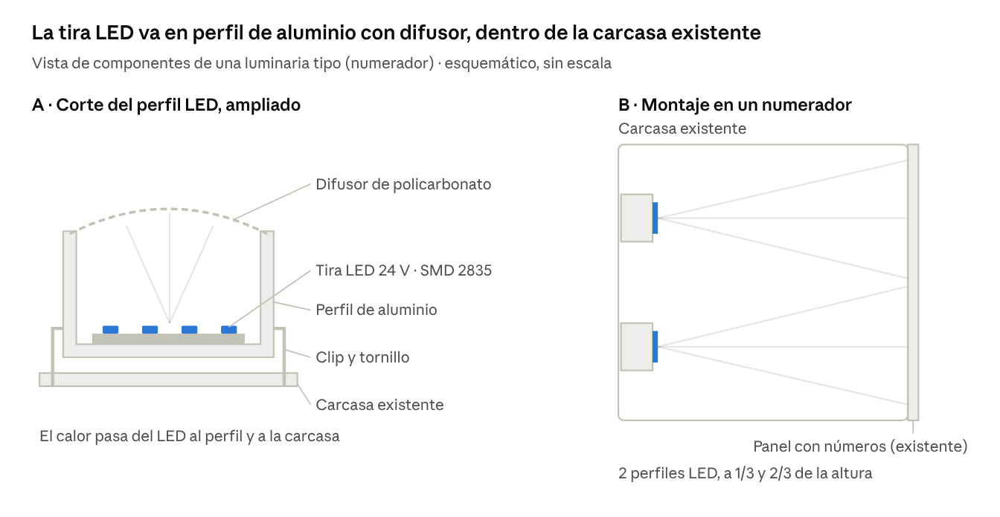 La tira LED va en perfil de aluminio con difusor, dentro de la carcasa existente
Vista de componentes de una luminaria tipo (numerador) · esquemático, sin escala
A · Corte del perfil LED, ampliado
Difusor de policarbonato
Tira LED 24 V · SMD 2835
Perfil de aluminio
Clip y tornillo
Carcasa existente
El calor pasa del LED al perfil y a la carcasa
B · Montaje en un numerador
Carcasa existente
Panel con números (existente)
2 perfiles LED, a 1/3 y 2/3 de la altura